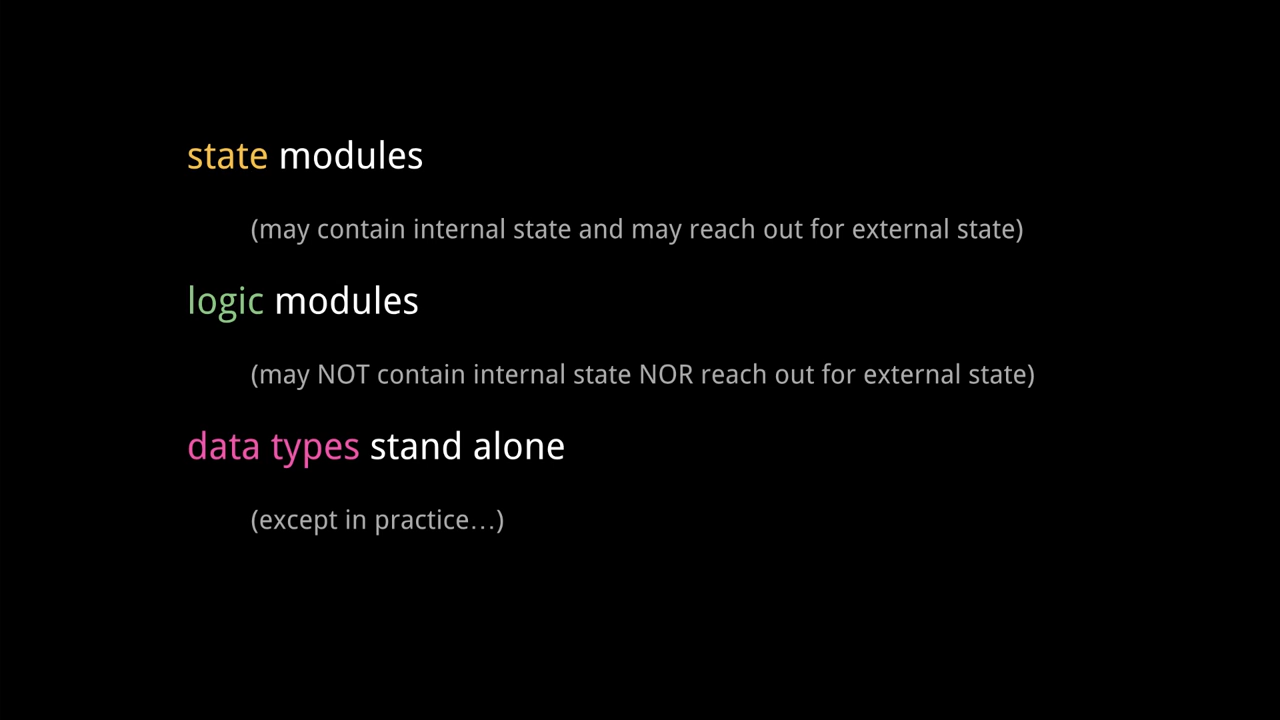 state modules
(may contain internal state and may reach out for external state)
logic modules
(may NOT contain internal state NOR reach out for external state)
data types stand alone
(except in practice…)